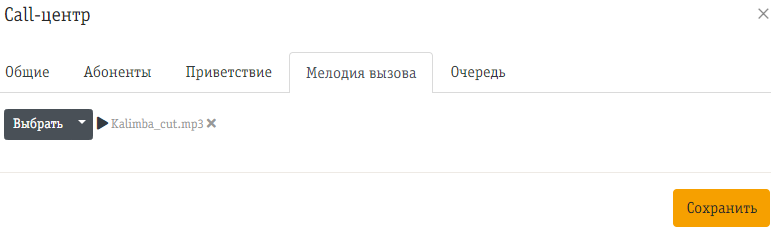 Call-центр
Общие Абоненты Приветствие Мелодия вызова Очередь
Выбрать Kalimba_cut.mp3
Сохранить